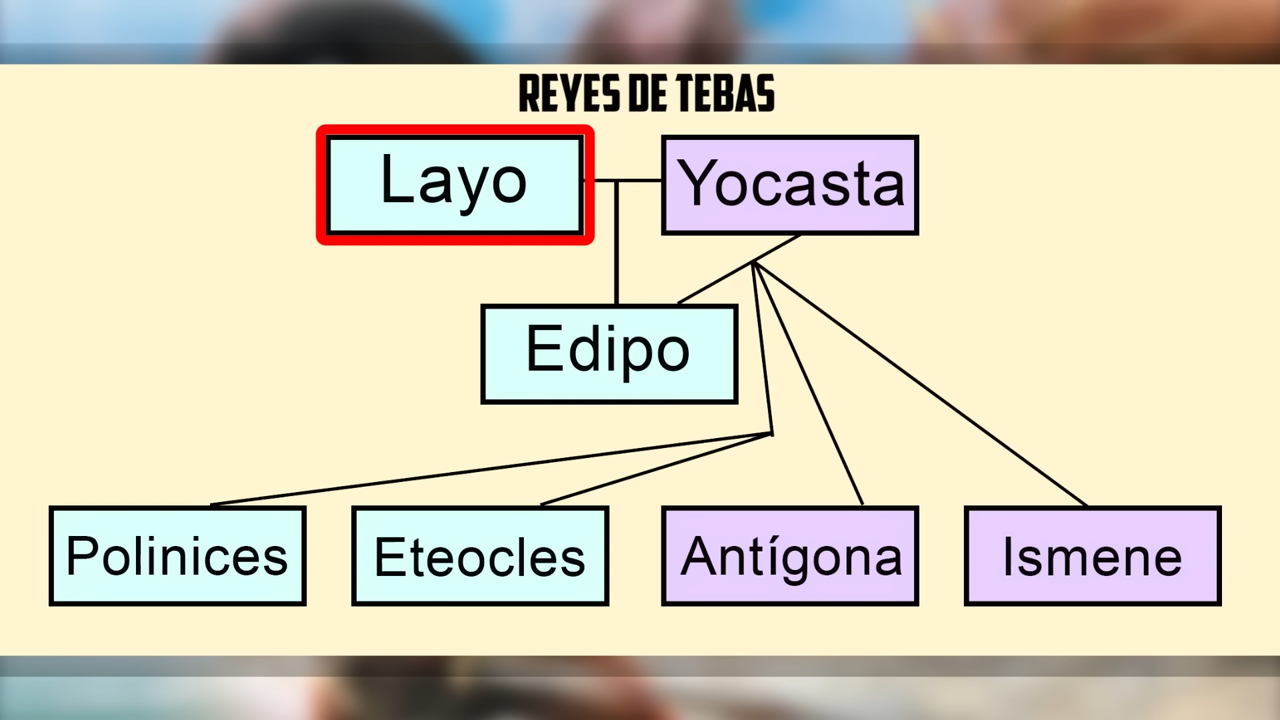 REYES DE TEBAS
Layo
Yocasta
Edipo
Polinices
Eteocles
Antígona
Ismene